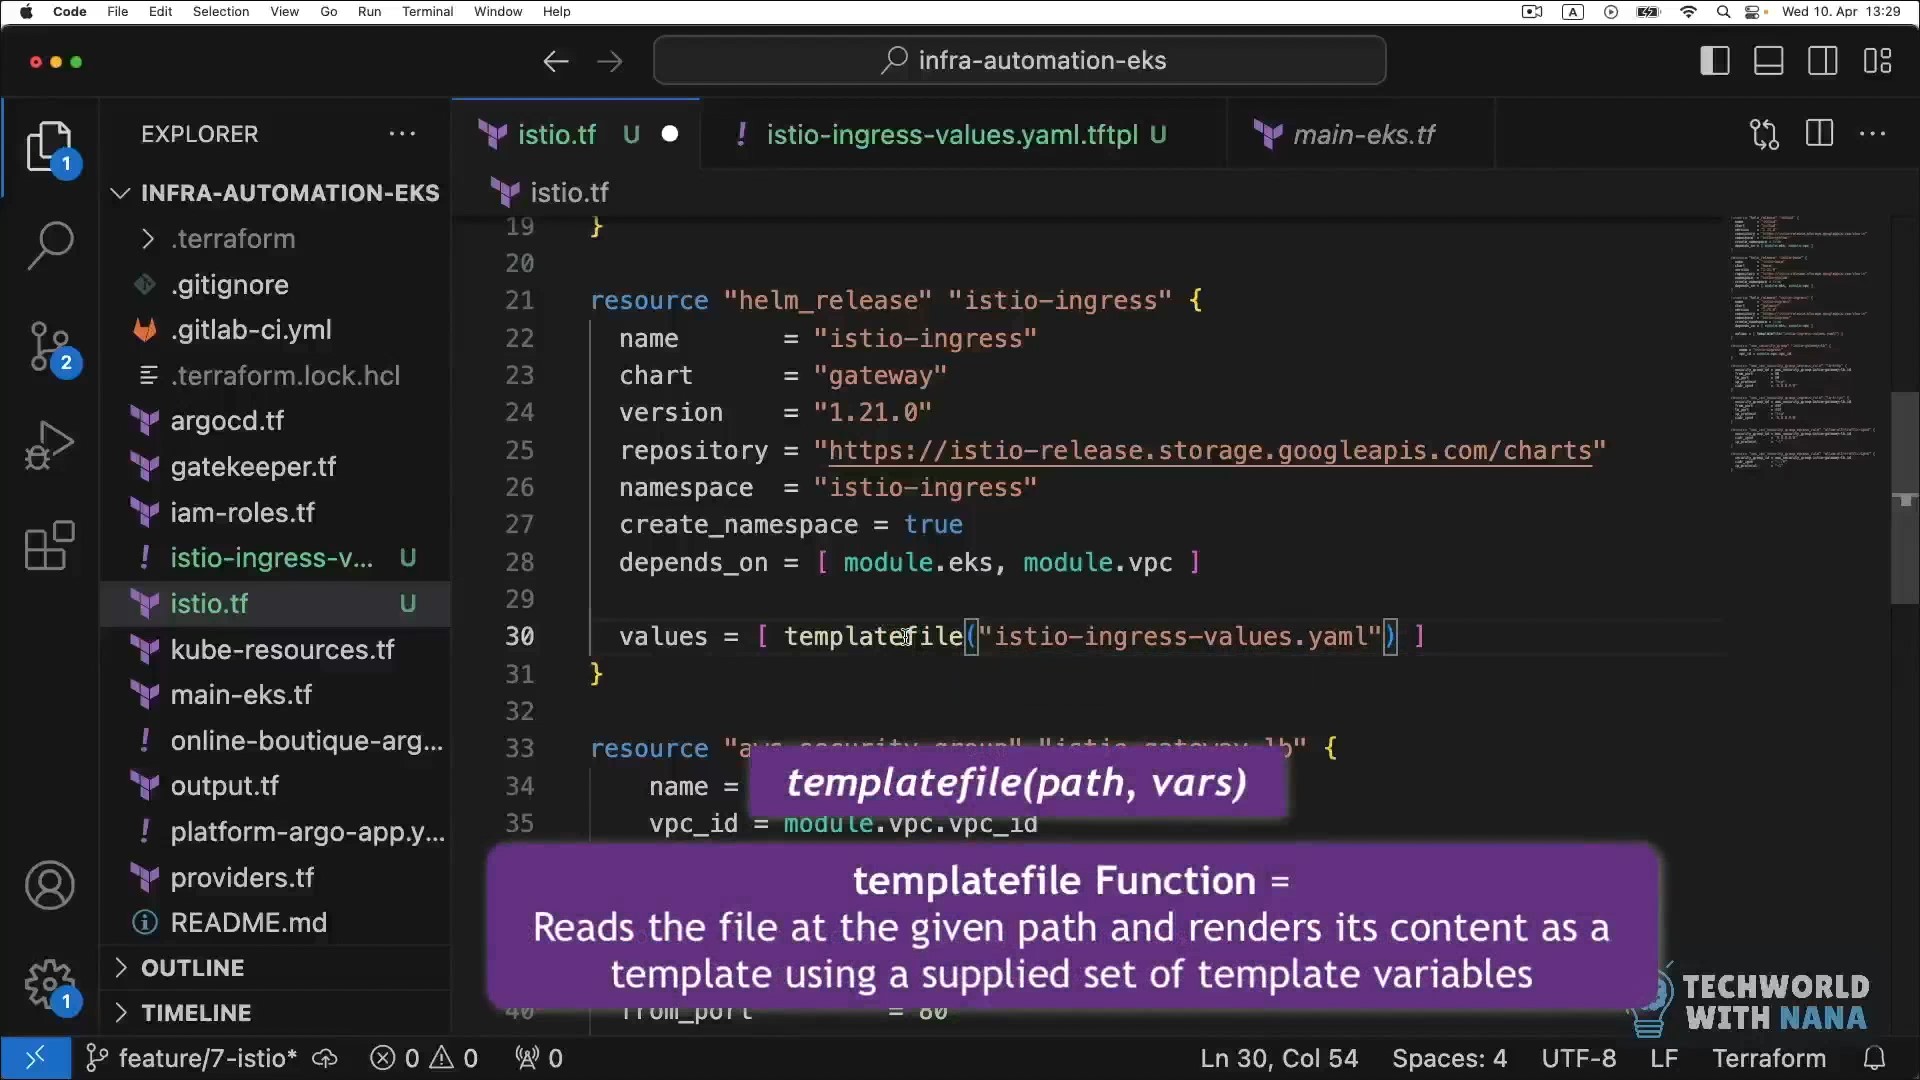 Code File Edit Selection View Go Run Terminal Window Help
A
Wed 10. Apr 13:29
infra-automation-eks
EXPLORER
INFRA-AUTOMATION-EKS
.terraform
.gitignore
.gitlab-ci.yml
.terraform.lock.hcl
argocd.tf
gatekeeper.tf
iam-roles.tf
istio-ingress-v... U
istio.tf U
kube-resources.tf
main-eks.tf
online-boutique-arg...
output.tf
platform-argo-app.y...
providers.tf
README.md
OUTLINE
TIMELINE
1
2
1
istio.tf U
istio-ingress-values.yaml.tftpl U
main-eks.tf
istio.tf
19 }
20
21 resource "helm_release" "istio-ingress" {
22 name = "istio-ingress"
23 chart = "gateway"
24 version = "1.21.0"
25 repository = "https://istio-release.storage.googleapis.com/charts"
26 namespace = "istio-ingress"
27 create_namespace = true
28 depends_on = [ module.eks, module.vpc ]
29
30 values = [ templatefile("istio-ingress-values.yaml") ]
31 }
32
33 resource "aws_security_group" "istio-gateway-lb" {
34 name =
35 vpc_id = module.vpc.vpc_id
40 from_port = 80
templatefile(path, vars)
templatefile Function =
Reads the file at the given path and renders its content as a
template using a supplied set of template variables
TECHWORLD
WITH NANA
feature/7-istio* 0 0 0
Ln 30, Col 54 Spaces: 4 UTF-8 LF Terraform